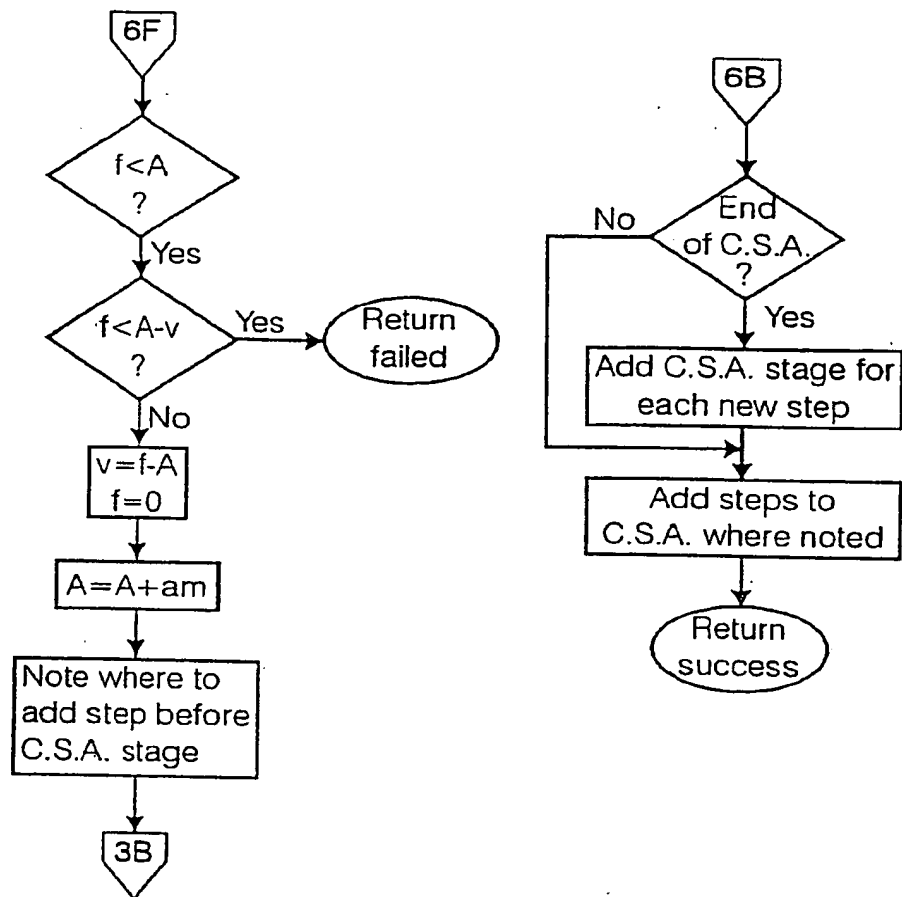 6F
f<A
?
Yes
f<A-v
?
Yes
Return
failed
No
v=f-A
f=0
A=A+am
Note where to
add step before
C.S.A. stage
3B
6B
End
of C.S.A.
?
No
Yes
Add C.S.A. stage for
each new step
Add steps to
C.S.A. where noted
Return
success